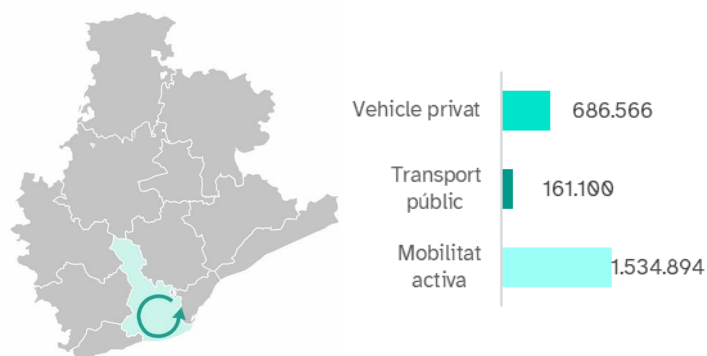 Vehicle privat
686.566
Transport
públic
161.100
Mobilitat
activa
1.534.894